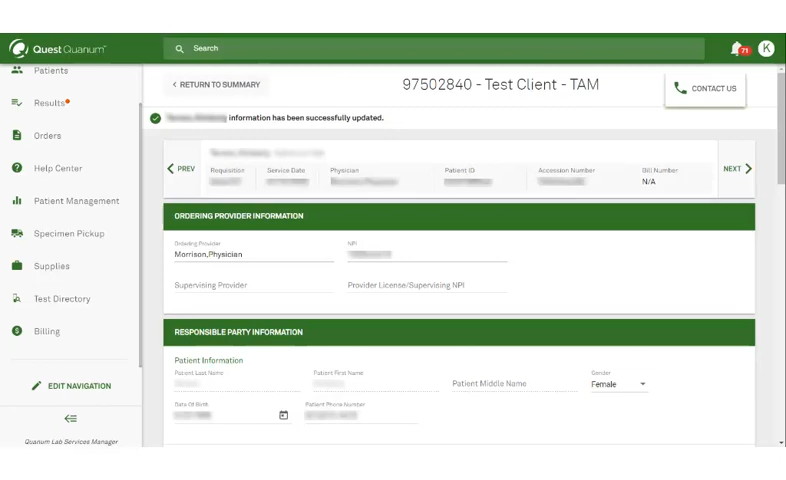 Quest Quanum™
Search
71
K
Patients
Results
Orders
Help Center
Patient Management
Specimen Pickup
Supplies
Test Directory
Billing
EDIT NAVIGATION
Quanum Lab Services Manager
RETURN TO SUMMARY
97502840 - Test Client - TAM
CONTACT US
information has been successfully updated.
PREV
Requisition Service Date Physician Patient ID Accession Number Bill Number
N/A
NEXT
ORDERING PROVIDER INFORMATION
Ordering Provider NPI
Morrison,Physician
Supervising Provider Provider License/Supervising NPI
RESPONSIBLE PARTY INFORMATION
Patient Information
Patient Last Name Patient First Name Patient Middle Name Gender
Female
Date Of Birth Patient Phone Number